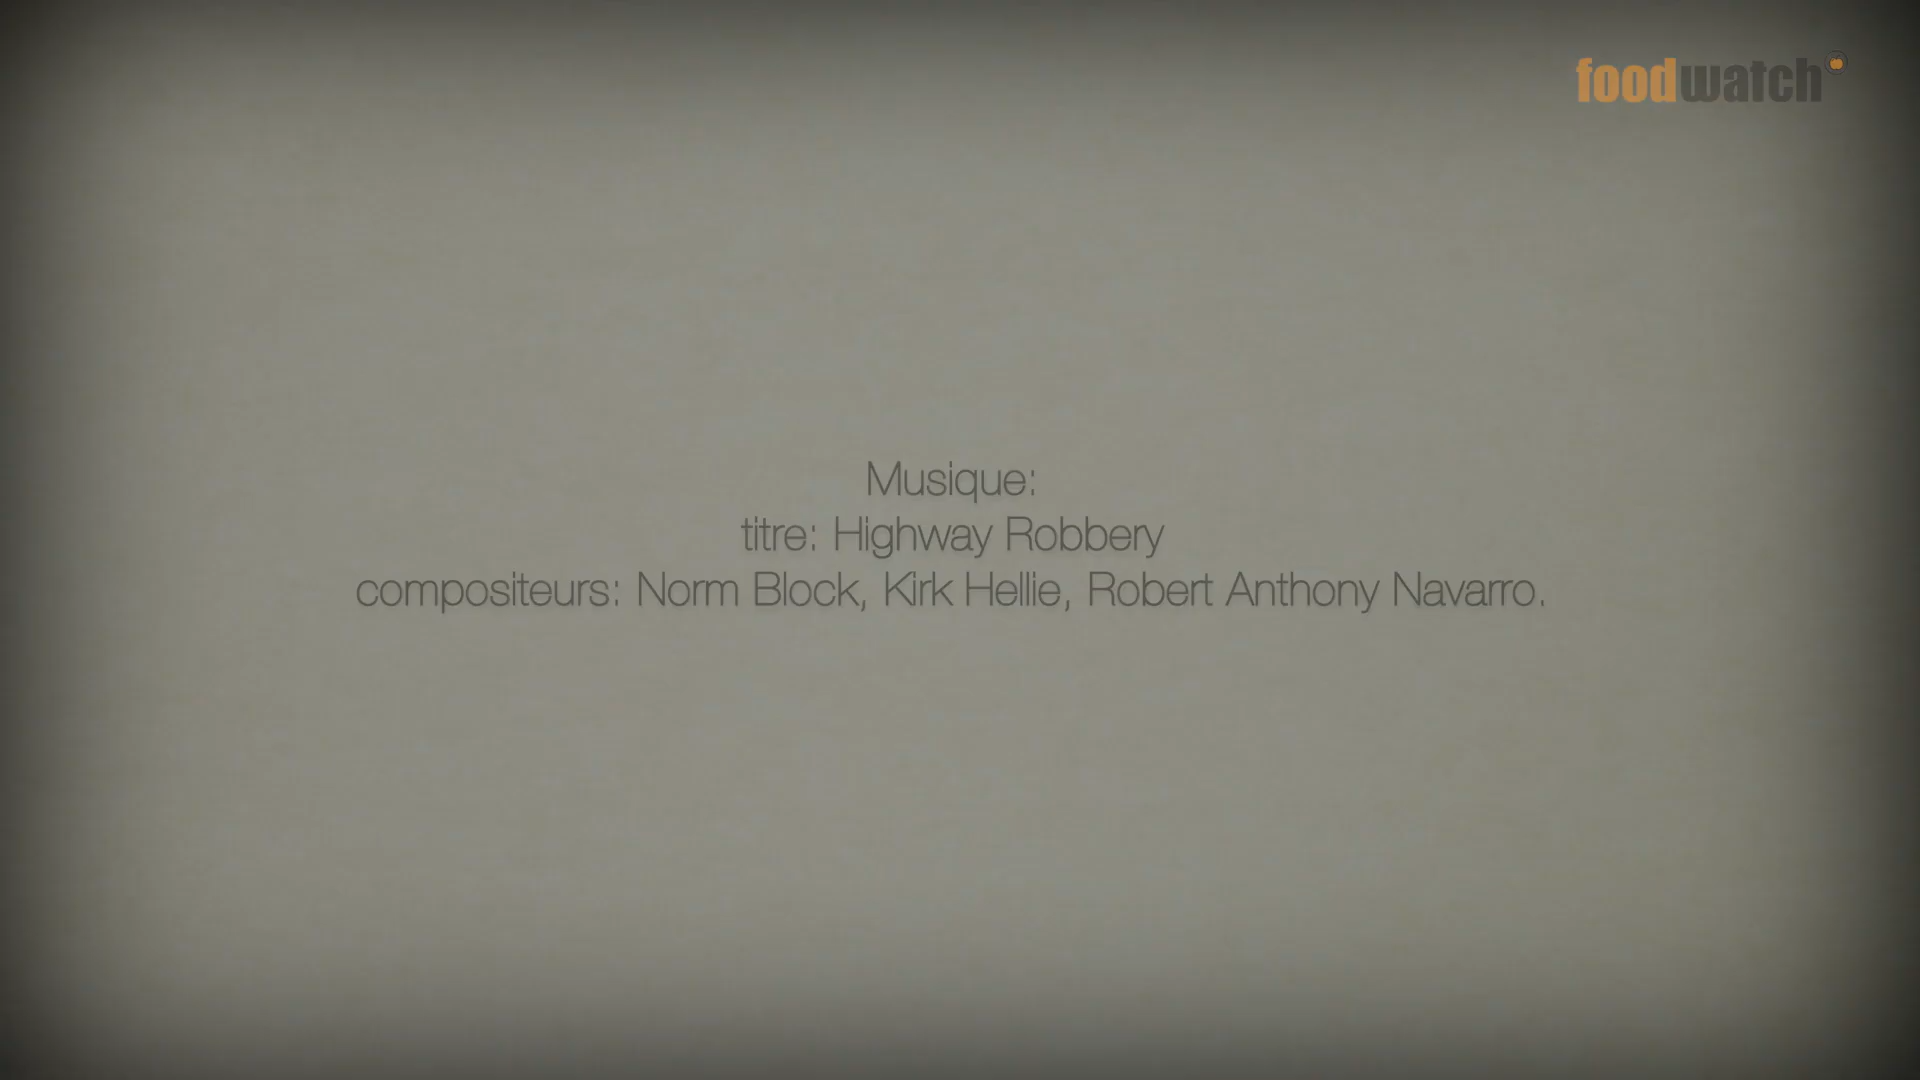 foodwatch
Musique:
titre: Highway Robbery
compositeurs: Norm Block, Kirk Hellie, Robert Anthony Navarro.